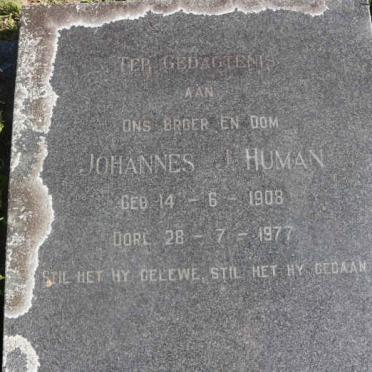 TER GEDAGTENIS
AAN
ONS BROER EN OOM
JOHANNES J HUMAN
GEB 14 - 6 - 1908
OORL 28 - 7 - 1977
STIL HET HY GELEWE, STIL HET HY GEGAAN